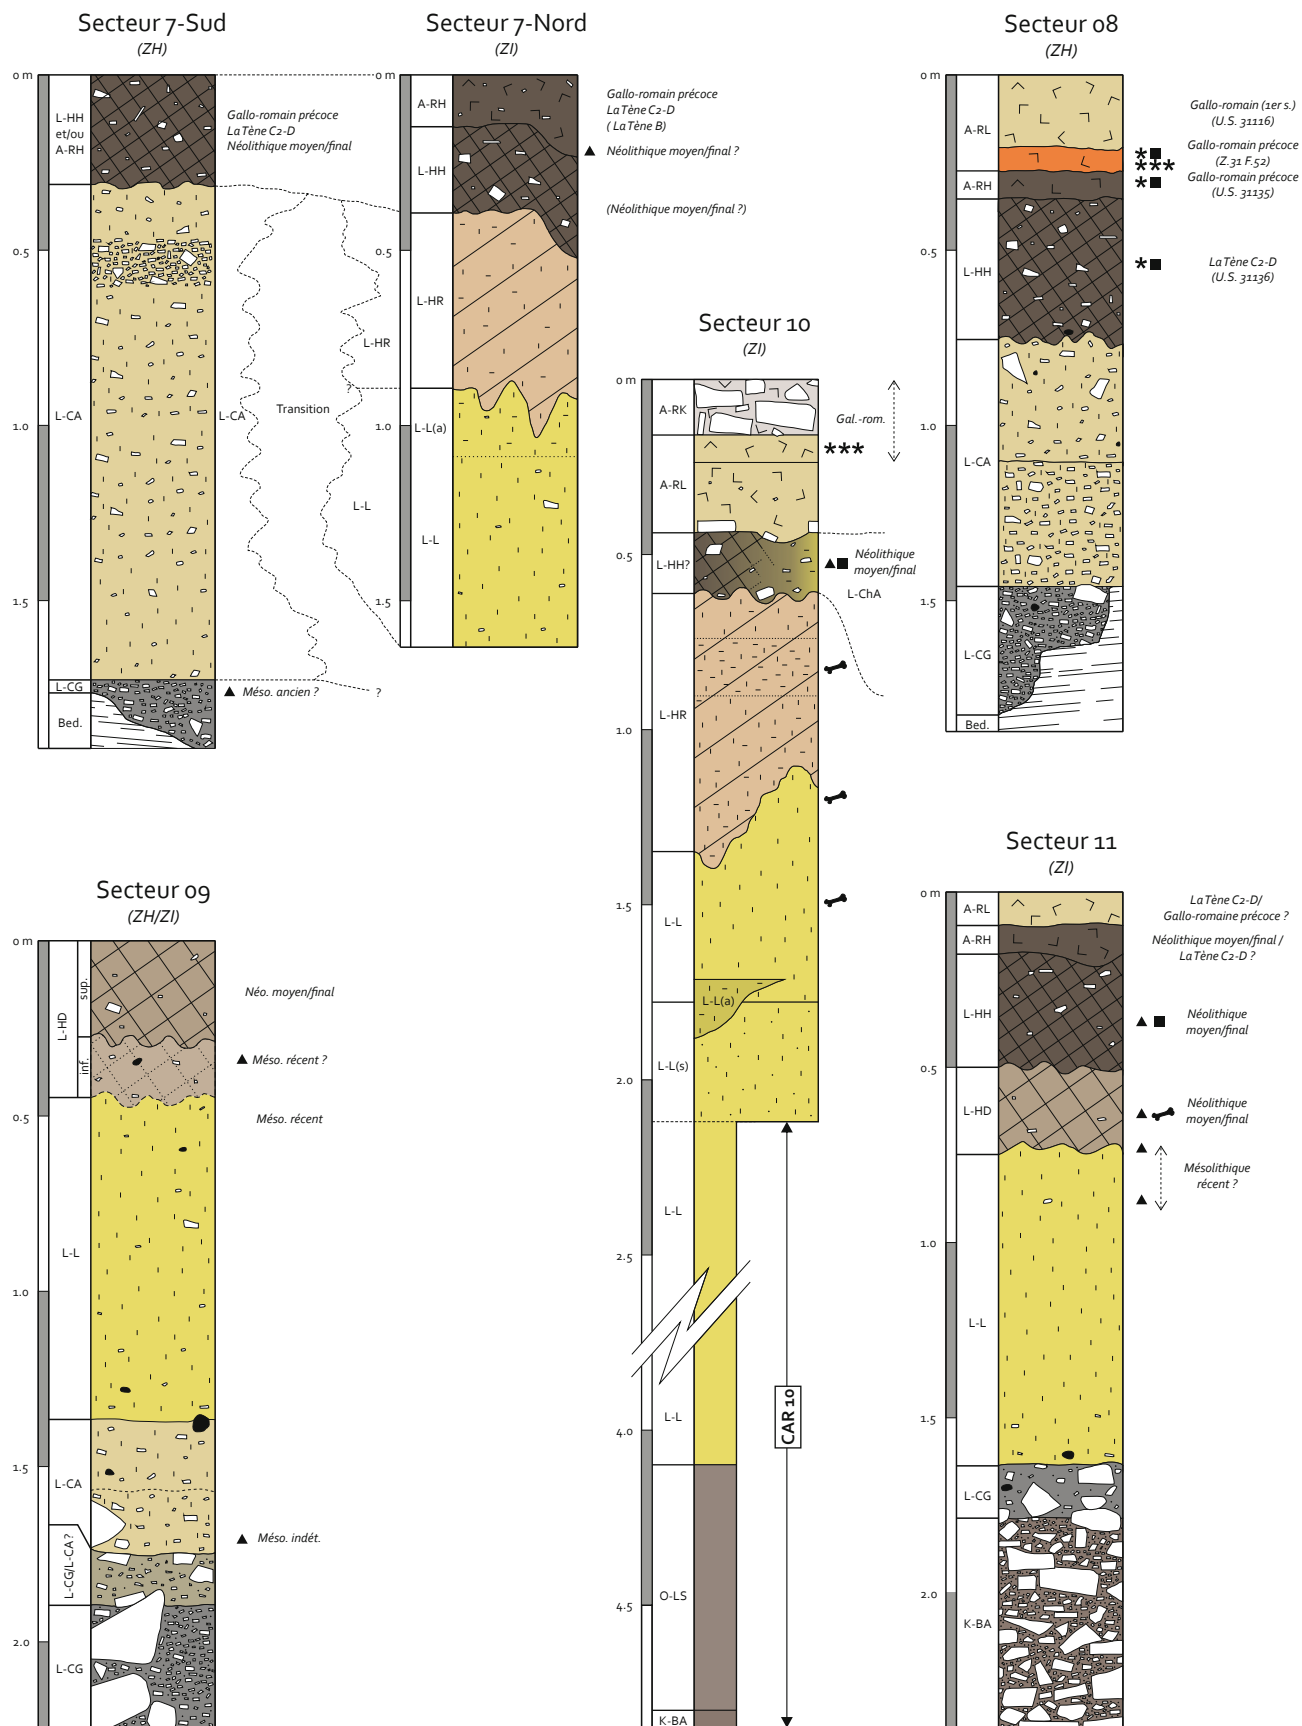 Secteur 7-Sud
(ZH)
0 m
0.5
1.0
1.5
L-HH
et/ou
A-RH
L-CA
L-CG
Bed.
Gallo-romain précoce
La Tène C2-D
Néolithique moyen/final
L-CA
Transition
L-HR
L-L
Méso. ancien ?
?
Secteur 7-Nord
(ZI)
0 m
0.5
1.0
1.5
A-RH
L-HH
L-HR
L-L(a)
L-L
Gallo-romain précoce
La Tène C2-D
( La Tène B)
Néolithique moyen/final ?
(Néolithique moyen/final ?)
Secteur 08
(ZH)
0 m
0.5
1.0
1.5
A-RL
A-RH
L-HH
L-CA
L-CG
Bed.
Gallo-romain (1er s.)
(U.S. 31116)
Gallo-romain précoce
(Z.31 F.52)
Gallo-romain précoce
(U.S. 31135)
La Tène C2-D
(U.S. 31136)
*
***
*
*
Secteur 10
(ZI)
0 m
0.5
1.0
1.5
2.0
2.5
4.0
4.5
A-RK
A-RL
L-HH?
L-HR
L-L
L-L(a)
L-L(s)
L-L
L-L
O-LS
K-BA
Gal.-rom.
***
Néolithique
moyen/final
L-ChA
CAR 10
Secteur 09
(ZH/ZI)
0 m
0.5
1.0
1.5
2.0
L-HD
sup.
inf.
L-L
L-CA
L-CG/L-CA?
L-CG
Néo. moyen/final
Méso. récent ?
Méso. récent
Méso. indét.
Secteur 11
(ZI)
0 m
0.5
1.0
1.5
2.0
A-RL
A-RH
L-HH
L-HD
L-L
L-CG
K-BA
La Tène C2-D/
Gallo-romaine précoce ?
Néolithique moyen/final /
La Tène C2-D ?
Néolithique
moyen/final
Néolithique
moyen/final
Mésolithique
récent ?